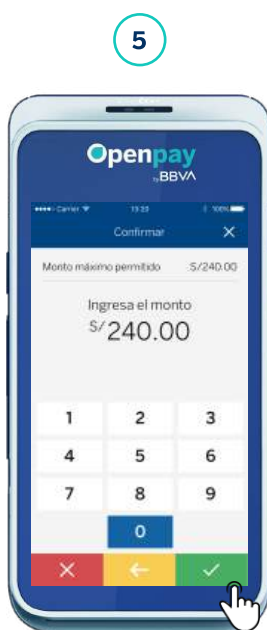 5
Openpay
by BBVA
Carrier 13:23 100%
Confirmar
Monto máximo permitido S/240.00
Ingresa el monto
S/240.00
1 2 3
4 5 6
7 8 9
0